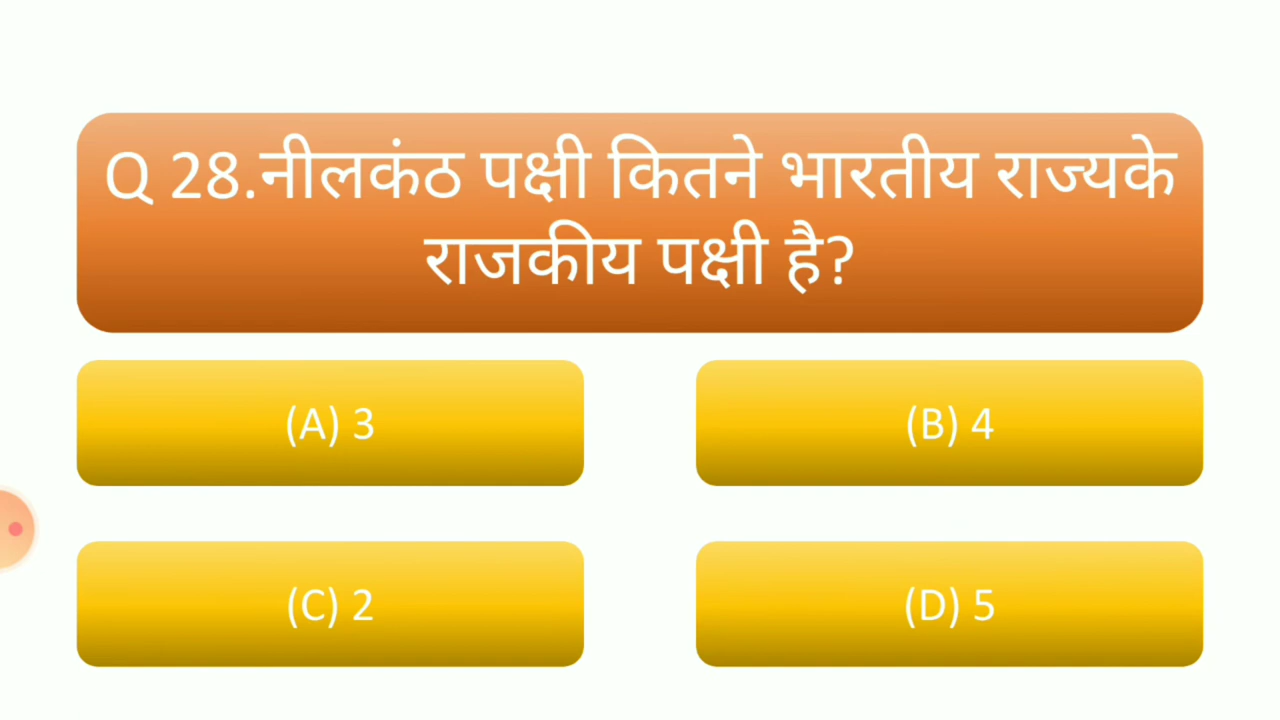 Q 28.नीलकंठ पक्षी कितने भारतीय राज्यके
राजकीय पक्षी है?
(A) 3
(B) 4
(C) 2
(D) 5